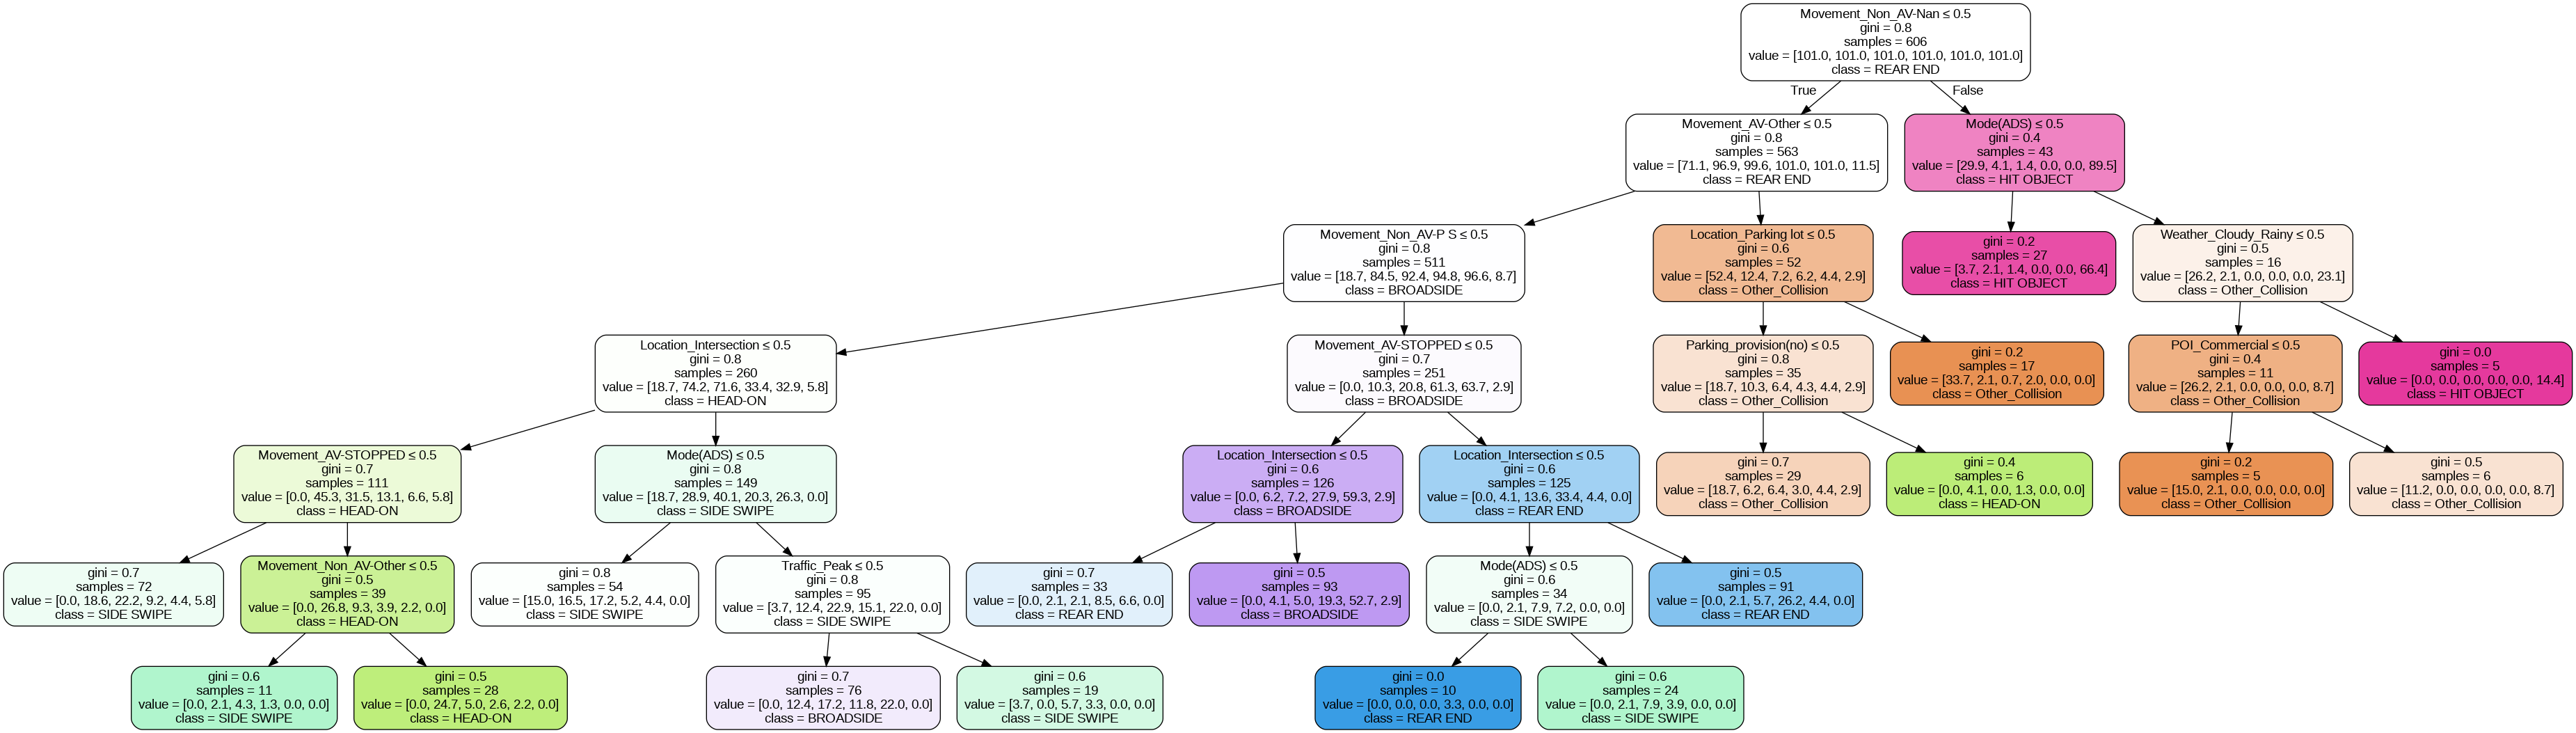 Movement_Non_AV-Nan ≤ 0.5
gini = 0.8
samples = 606
value = [101.0, 101.0, 101.0, 101.0, 101.0, 101.0]
class = REAR END
True
False
Movement_AV-Other ≤ 0.5
gini = 0.8
samples = 563
value = [71.1, 96.9, 99.6, 101.0, 101.0, 11.5]
class = REAR END
Mode(ADS) ≤ 0.5
gini = 0.4
samples = 43
value = [29.9, 4.1, 1.4, 0.0, 0.0, 89.5]
class = HIT OBJECT
Movement_Non_AV-P S ≤ 0.5
gini = 0.8
samples = 511
value = [18.7, 84.5, 92.4, 94.8, 96.6, 8.7]
class = BROADSIDE
Location_Parking lot ≤ 0.5
gini = 0.6
samples = 52
value = [52.4, 12.4, 7.2, 6.2, 4.4, 2.9]
class = Other_Collision
gini = 0.2
samples = 27
value = [3.7, 2.1, 1.4, 0.0, 0.0, 66.4]
class = HIT OBJECT
Weather_Cloudy_Rainy ≤ 0.5
gini = 0.5
samples = 16
value = [26.2, 2.1, 0.0, 0.0, 0.0, 23.1]
class = Other_Collision
Location_Intersection ≤ 0.5
gini = 0.8
samples = 260
value = [18.7, 74.2, 71.6, 33.4, 32.9, 5.8]
class = HEAD-ON
Movement_AV-STOPPED ≤ 0.5
gini = 0.7
samples = 251
value = [0.0, 10.3, 20.8, 61.3, 63.7, 2.9]
class = BROADSIDE
Parking_provision(no) ≤ 0.5
gini = 0.8
samples = 35
value = [18.7, 10.3, 6.4, 4.3, 4.4, 2.9]
class = Other_Collision
gini = 0.2
samples = 17
value = [33.7, 2.1, 0.7, 2.0, 0.0, 0.0]
class = Other_Collision
POI_Commercial ≤ 0.5
gini = 0.4
samples = 11
value = [26.2, 2.1, 0.0, 0.0, 0.0, 8.7]
class = Other_Collision
gini = 0.0
samples = 5
value = [0.0, 0.0, 0.0, 0.0, 0.0, 14.4]
class = HIT OBJECT
Movement_AV-STOPPED ≤ 0.5
gini = 0.7
samples = 111
value = [0.0, 45.3, 31.5, 13.1, 6.6, 5.8]
class = HEAD-ON
Mode(ADS) ≤ 0.5
gini = 0.8
samples = 149
value = [18.7, 28.9, 40.1, 20.3, 26.3, 0.0]
class = SIDE SWIPE
Location_Intersection ≤ 0.5
gini = 0.6
samples = 126
value = [0.0, 6.2, 7.2, 27.9, 59.3, 2.9]
class = BROADSIDE
Location_Intersection ≤ 0.5
gini = 0.6
samples = 125
value = [0.0, 4.1, 13.6, 33.4, 4.4, 0.0]
class = REAR END
gini = 0.7
samples = 29
value = [18.7, 6.2, 6.4, 3.0, 4.4, 2.9]
class = Other_Collision
gini = 0.4
samples = 6
value = [0.0, 4.1, 0.0, 1.3, 0.0, 0.0]
class = HEAD-ON
gini = 0.2
samples = 5
value = [15.0, 2.1, 0.0, 0.0, 0.0, 0.0]
class = Other_Collision
gini = 0.5
samples = 6
value = [11.2, 0.0, 0.0, 0.0, 0.0, 8.7]
class = Other_Collision
gini = 0.7
samples = 72
value = [0.0, 18.6, 22.2, 9.2, 4.4, 5.8]
class = SIDE SWIPE
Movement_Non_AV-Other ≤ 0.5
gini = 0.5
samples = 39
value = [0.0, 26.8, 9.3, 3.9, 2.2, 0.0]
class = HEAD-ON
gini = 0.8
samples = 54
value = [15.0, 16.5, 17.2, 5.2, 4.4, 0.0]
class = SIDE SWIPE
Traffic_Peak ≤ 0.5
gini = 0.8
samples = 95
value = [3.7, 12.4, 22.9, 15.1, 22.0, 0.0]
class = SIDE SWIPE
gini = 0.7
samples = 33
value = [0.0, 2.1, 2.1, 8.5, 6.6, 0.0]
class = REAR END
gini = 0.5
samples = 93
value = [0.0, 4.1, 5.0, 19.3, 52.7, 2.9]
class = BROADSIDE
Mode(ADS) ≤ 0.5
gini = 0.6
samples = 34
value = [0.0, 2.1, 7.9, 7.2, 0.0, 0.0]
class = SIDE SWIPE
gini = 0.5
samples = 91
value = [0.0, 2.1, 5.7, 26.2, 4.4, 0.0]
class = REAR END
gini = 0.6
samples = 11
value = [0.0, 2.1, 4.3, 1.3, 0.0, 0.0]
class = SIDE SWIPE
gini = 0.5
samples = 28
value = [0.0, 24.7, 5.0, 2.6, 2.2, 0.0]
class = HEAD-ON
gini = 0.7
samples = 76
value = [0.0, 12.4, 17.2, 11.8, 22.0, 0.0]
class = BROADSIDE
gini = 0.6
samples = 19
value = [3.7, 0.0, 5.7, 3.3, 0.0, 0.0]
class = SIDE SWIPE
gini = 0.0
samples = 10
value = [0.0, 0.0, 0.0, 3.3, 0.0, 0.0]
class = REAR END
gini = 0.6
samples = 24
value = [0.0, 2.1, 7.9, 3.9, 0.0, 0.0]
class = SIDE SWIPE